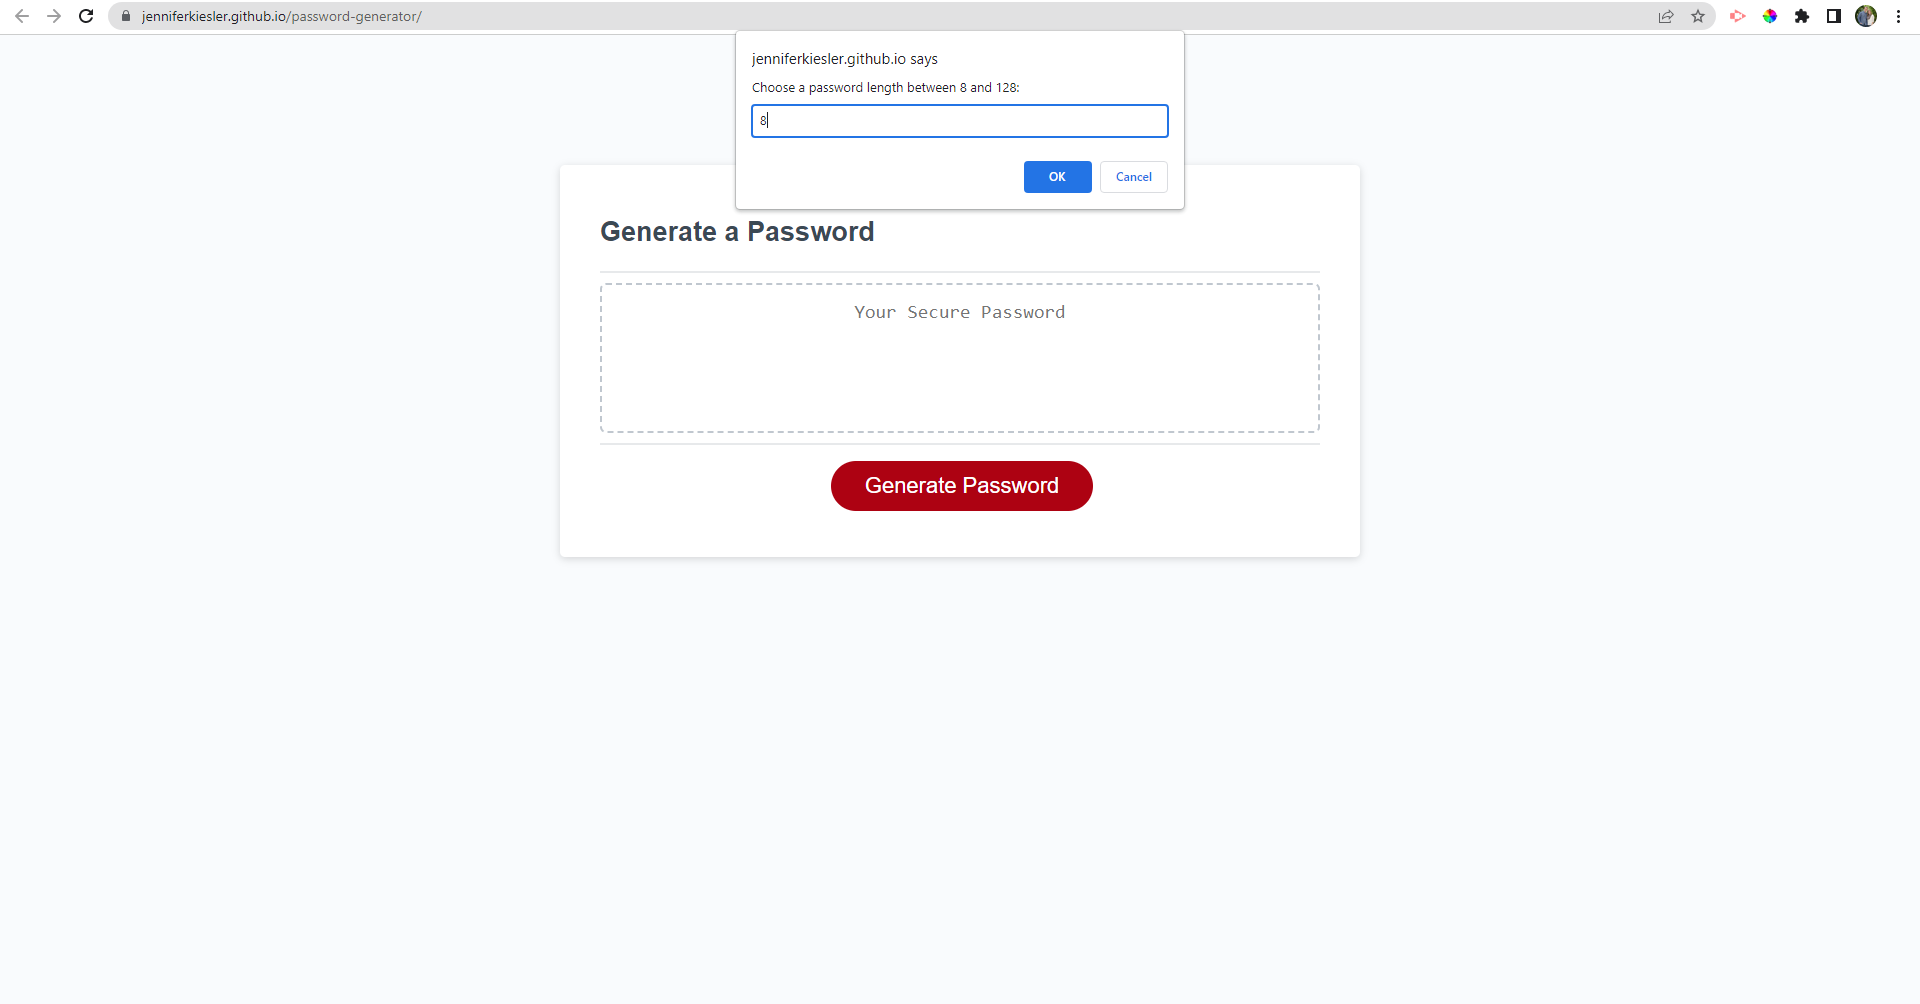 jenniferkiesler.github.io/password-generator/
jenniferkiesler.github.io says
Choose a password length between 8 and 128:
8
OK
Cancel
Generate a Password
Your Secure Password
Generate Password